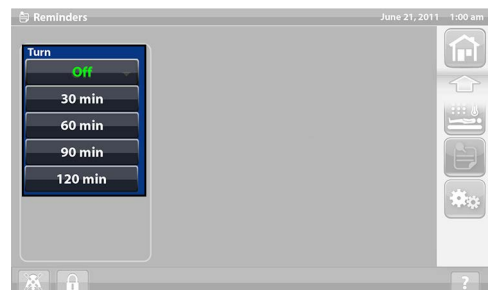 Reminders
June 21, 2011 1:00 am
Turn
Off
30 min
60 min
90 min
120 min
?